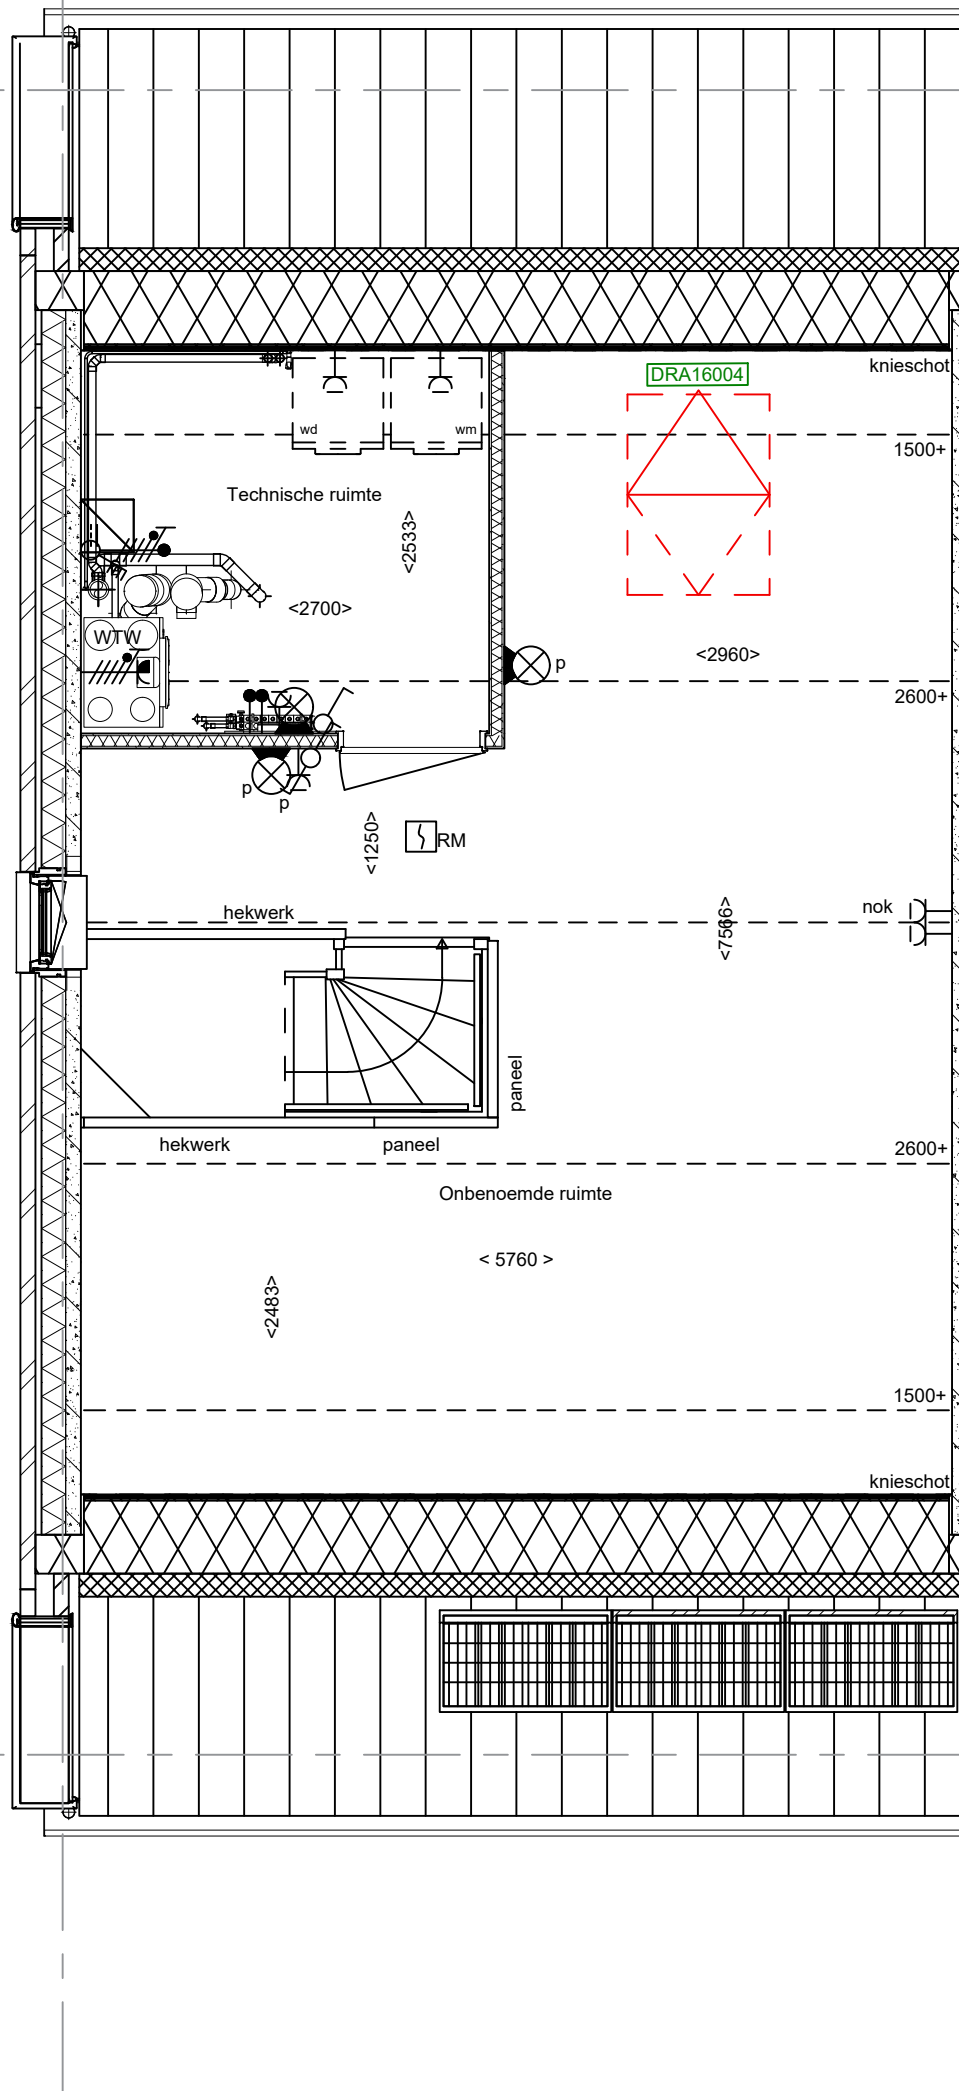 knieschot
DRA16004
wd
wm
1500+
Technische ruimte
<2533>
<2700>
WTW
<2960>
p
2600+
p
p
<1250>
RM
hekwerk
nok
<7566>
paneel
hekwerk
paneel
2600+
Onbenoemde ruimte
< 5760 >
<2483>
1500+
knieschot